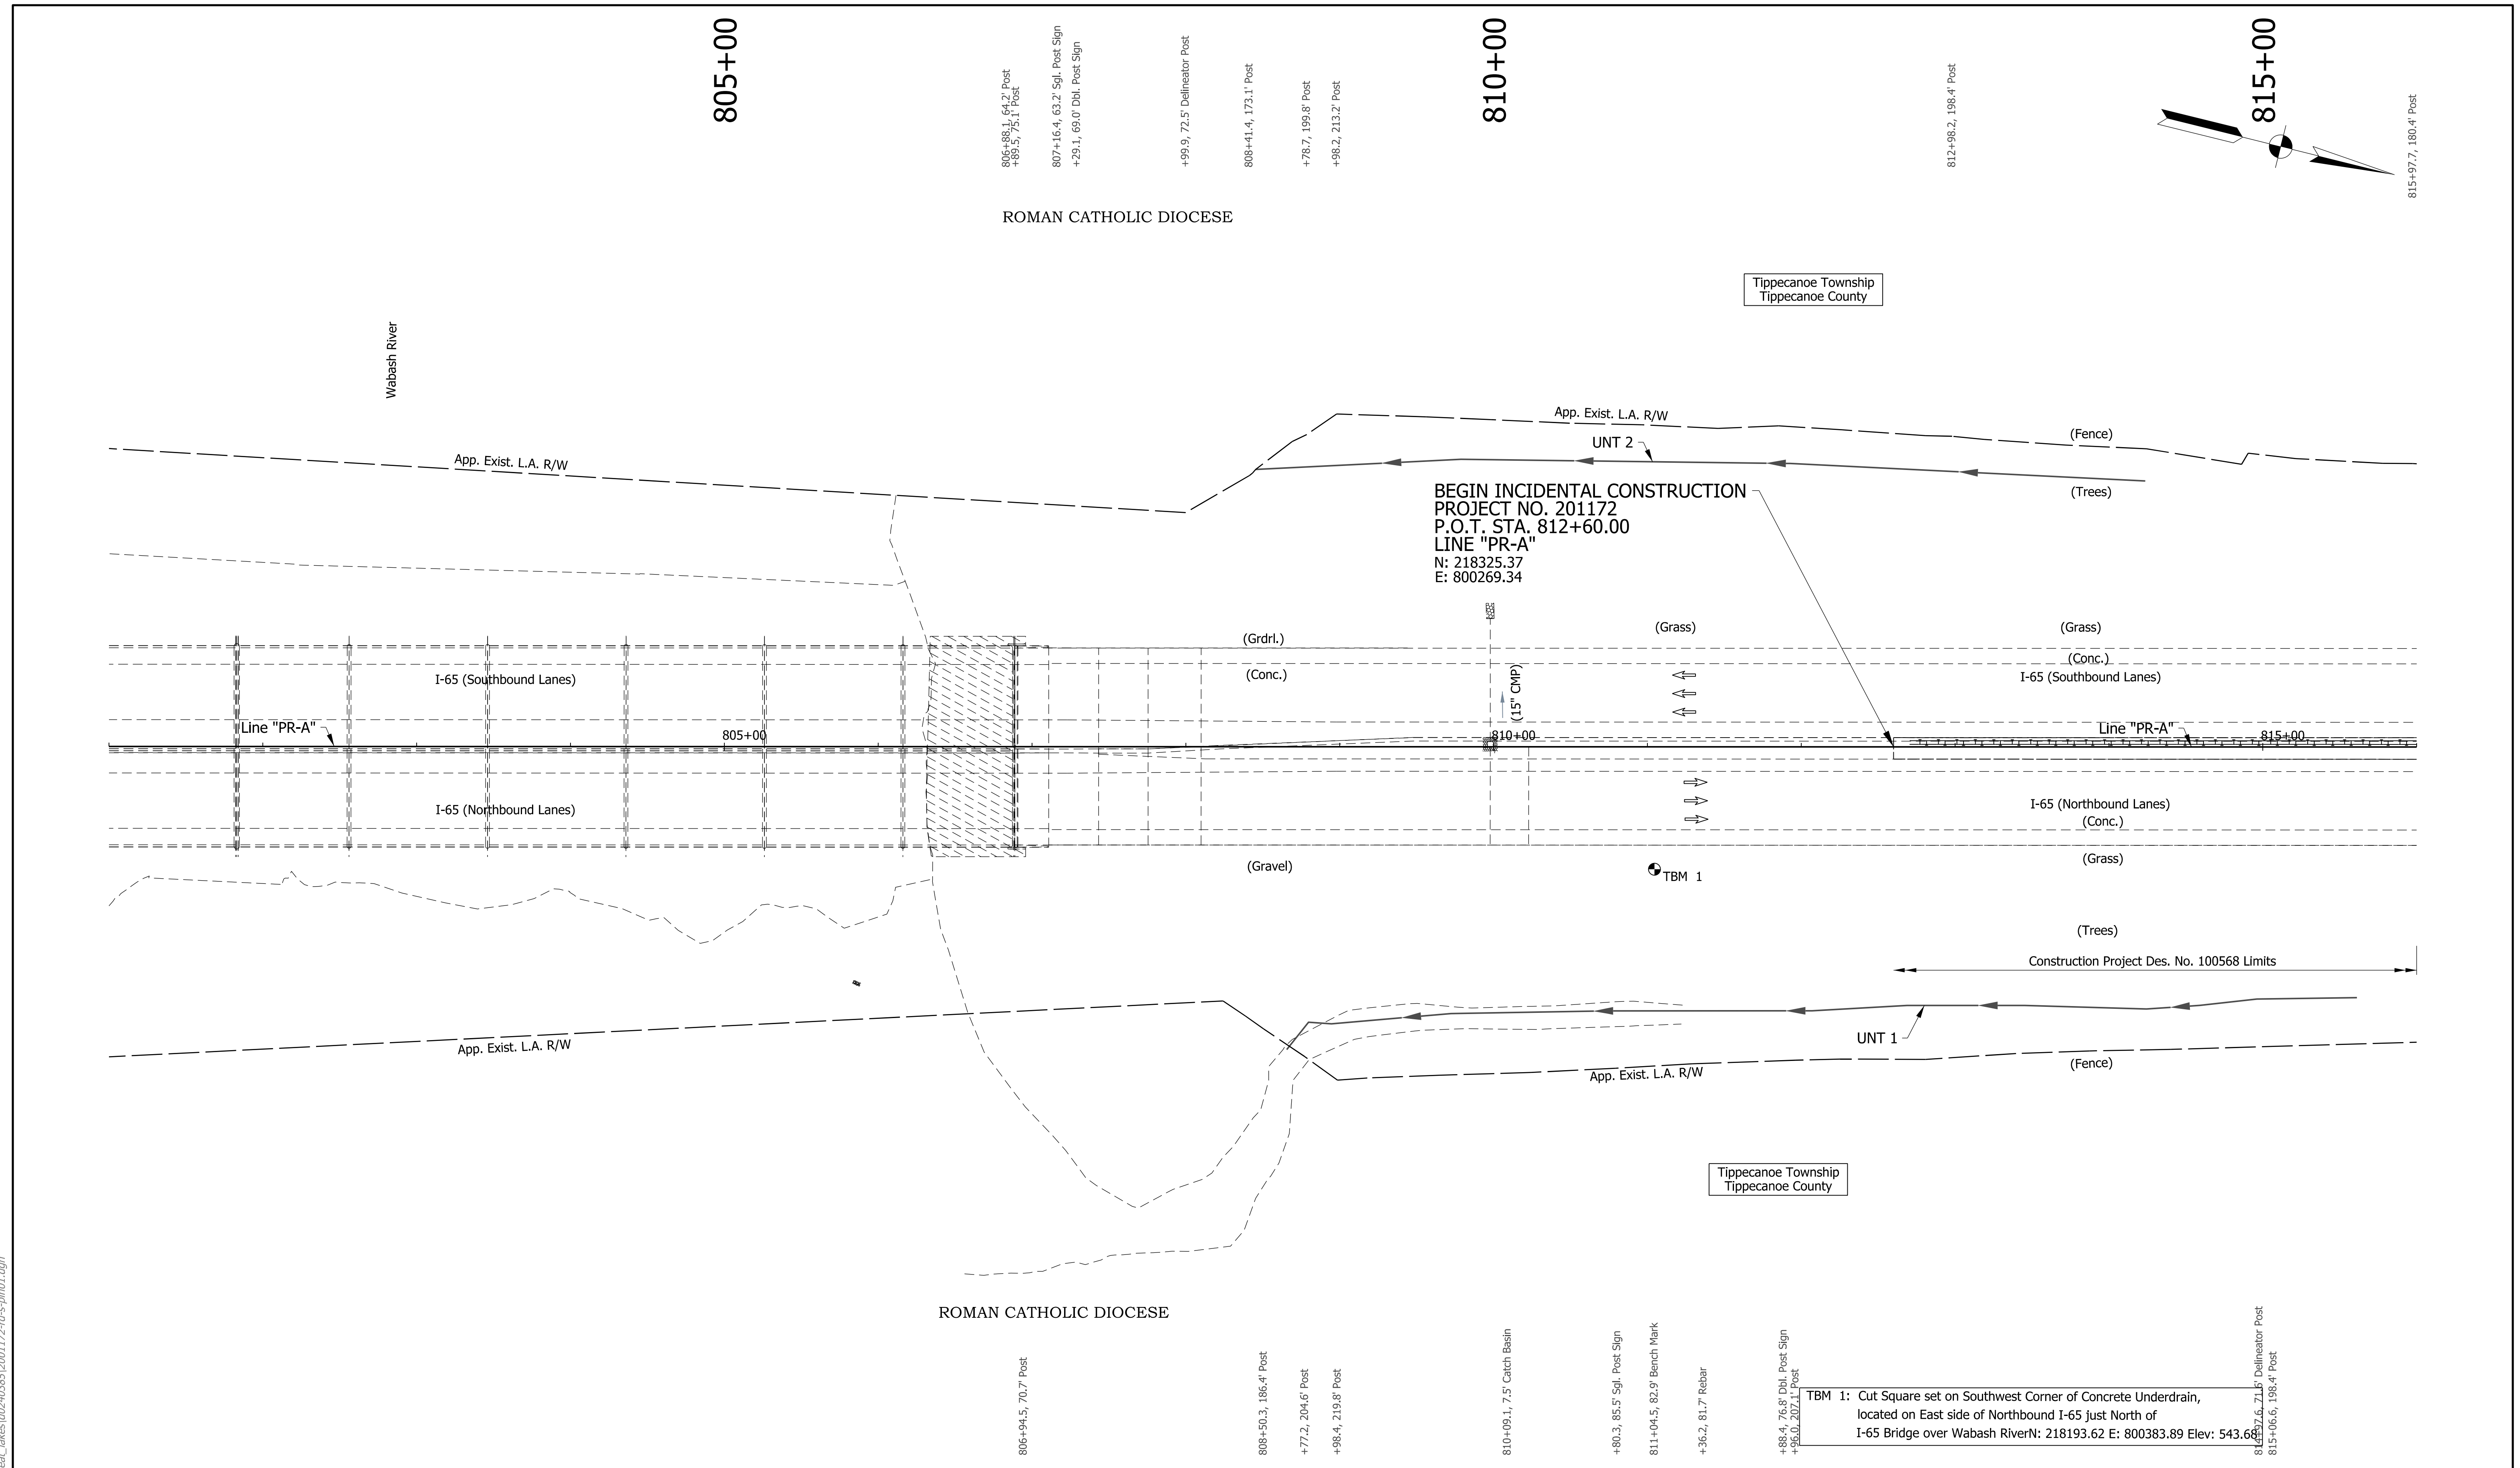 805+00
810+00
815+00
806+88.1, 64.2' Post
+89.5, 75.1' Post
807+16.4, 63.2' Sgl. Post Sign
+29.1, 69.0' Dbl. Post Sign
+99.9, 72.5' Delineator Post
808+41.4, 173.1' Post
+78.7, 199.8' Post
+98.2, 213.2' Post
812+98.2, 198.4' Post
815+97.7, 180.4' Post
ROMAN CATHOLIC DIOCESE
Tippecanoe Township
Tippecanoe County
Wabash River
App. Exist. L.A. R/W
App. Exist. L.A. R/W
UNT 2
(Fence)
(Trees)
BEGIN INCIDENTAL CONSTRUCTION
PROJECT NO. 201172
P.O.T. STA. 812+60.00
LINE "PR-A"
N: 218325.37
E: 800269.34
(Grdrl.)
(Grass)
(Grass)
(Conc.)
I-65 (Southbound Lanes)
(Conc.)
(15" CMP)
I-65 (Southbound Lanes)
Line "PR-A"
805+00
810+00
Line "PR-A"
815+00
I-65 (Northbound Lanes)
I-65 (Northbound Lanes)
(Conc.)
(Gravel)
TBM 1
(Grass)
(Trees)
Construction Project Des. No. 100568 Limits
App. Exist. L.A. R/W
UNT 1
App. Exist. L.A. R/W
(Fence)
Tippecanoe Township
Tippecanoe County
ROMAN CATHOLIC DIOCESE
806+94.5, 70.7' Post
808+50.3, 186.4' Post
+77.2, 204.6' Post
+98.4, 219.8' Post
810+09.1, 7.5' Catch Basin
+80.3, 85.5' Sgl. Post Sign
811+04.5, 82.9' Bench Mark
+36.2, 81.7' Rebar
+88.4, 76.8' Dbl. Post Sign
+96.0, 207.1' Post
814+97.6, 71.5' Delineator Post
815+06.6, 198.4' Post
TBM 1: Cut Square set on Southwest Corner of Concrete Underdrain,
located on East side of Northbound I-65 just North of
I-65 Bridge over Wabash RiverN: 218193.62 E: 800383.89 Elev: 543.68